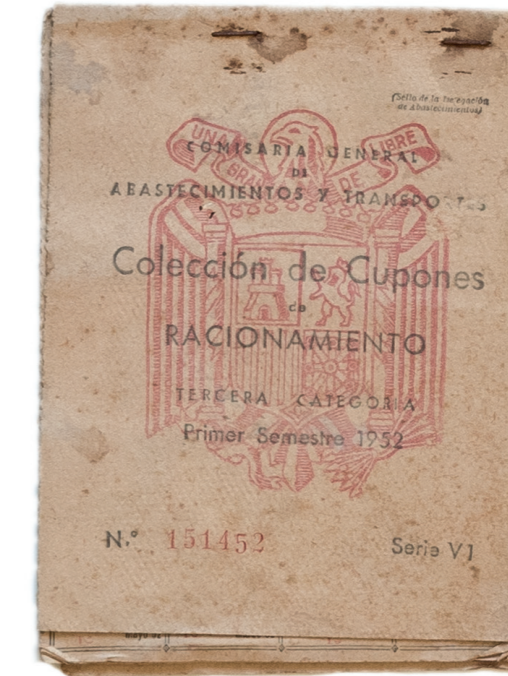 (Sello de la Delegación
de Abastecimientos)
UNA GRANDE LIBRE
COMISARIA GENERAL
DE
ABASTECIMIENTOS Y TRANSPORTES
Colección de Cupones
de
RACIONAMIENTO
TERCERA CATEGORIA
Primer Semestre 1952
N.º 151452
Serie VI